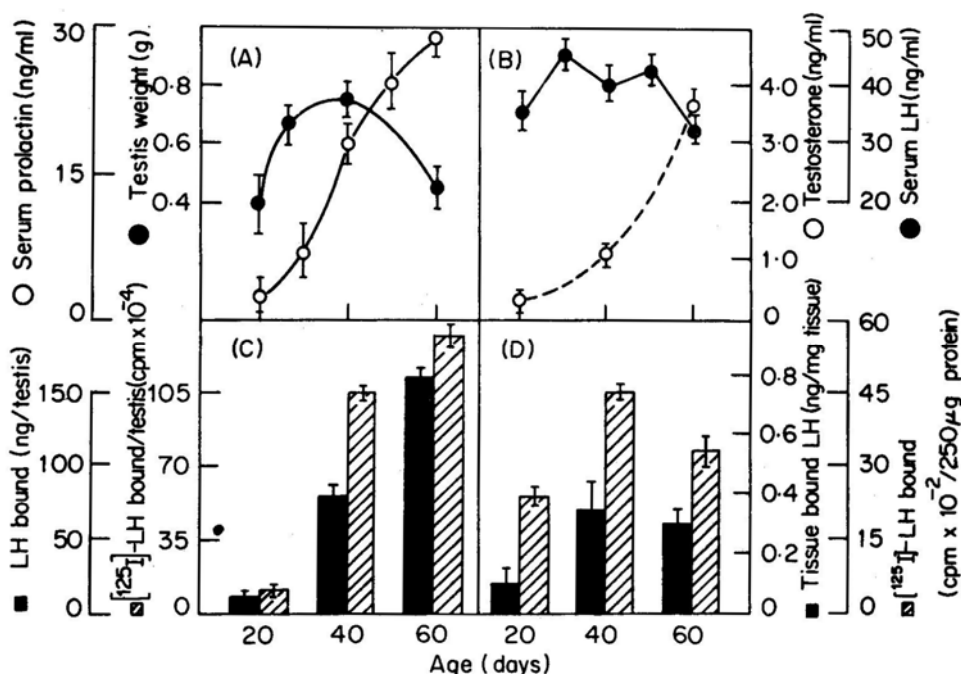 ○ Serum prolactin (ng/ml)
30
15
0
● Testis weight (g).
0·8
0·6
0·4
(A)
(B)
4·0
3·0
2·0
1·0
0
○ Testosterone (ng/ml)
50
40
30
20
● Serum LH (ng/ml)
■ LH bound (ng/testis)
150
100
50
0
▨ [¹²⁵I]-LH bound/testis (cpm x 10⁻⁴)
105
70
35
0
(C)
(D)
0·8
0·6
0·4
0·2
0
■ Tissue bound LH (ng/mg tissue)
60
45
30
15
0
▨ [¹²⁵I]-LH bound
(cpm x 10⁻²/250µg protein)
20 40 60 20 40 60
Age (days)